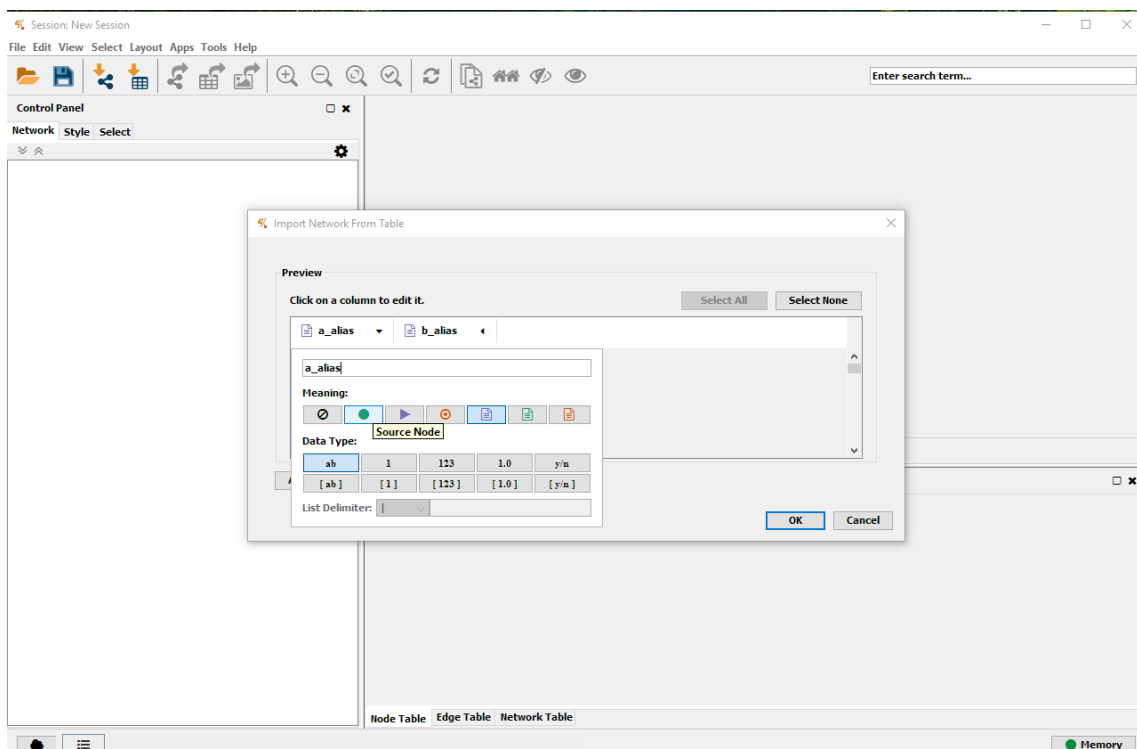 Session: New Session
File Edit View Select Layout Apps Tools Help
Enter search term...
Control Panel
Network Style Select
Import Network From Table
Preview
Click on a column to edit it.
Select All Select None
a_alias b_alias
a_alias
Meaning:
Source Node
Data Type:
ab 1 123 1.0 y/n
[ ab ] [ 1 ] [ 123 ] [ 1.0 ] [ y/n ]
List Delimiter: |
OK Cancel
Node Table Edge Table Network Table
Memory